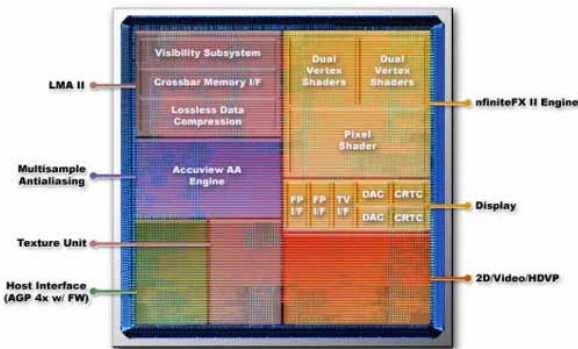 Visibility Subsystem
Crossbar Memory I/F
Lossless Data
Compression
Dual
Vertex
Shaders
Dual
Vertex
Shaders
LMA II
nfiniteFX II Engine
Pixel
Shader
Multisample
Antialiasing
Accuview AA
Engine
FP
I/F
FP
I/F
TV
I/F
DAC
CRTC
DAC
CRTC
Display
Texture Unit
Host Interface
(AGP 4x w/ FW)
2D/Video/HDVP